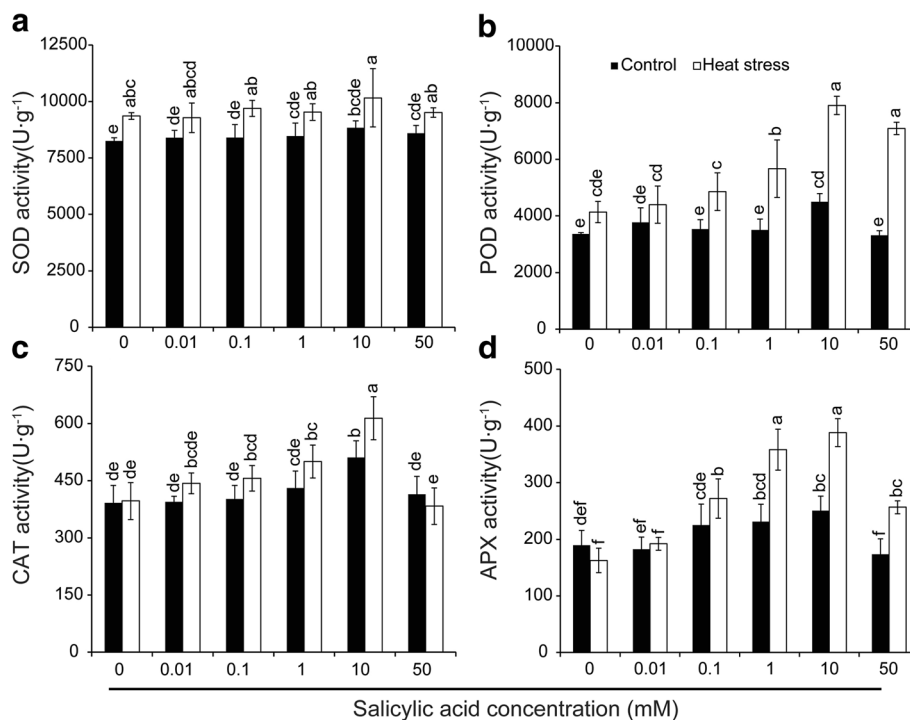 a
12500
10000
7500
5000
2500
0
SOD activity(U·g⁻¹)
e abc de abcd de ab cde ab bcde a cde ab
0 0.01 0.1 1 10 50
b
10000
8000
6000
4000
2000
0
POD activity(U·g⁻¹)
Control Heat stress
e cde de cd e c e b cd a e a
0 0.01 0.1 1 10 50
c
750
600
450
300
150
0
CAT activity(U·g⁻¹)
de de de bcde de bcd cde bc b a de e
0 0.01 0.1 1 10 50
d
500
400
300
200
100
0
APX activity(U·g⁻¹)
def f ef f cde b bcd a bc a f bc
0 0.01 0.1 1 10 50
Salicylic acid concentration (mM)